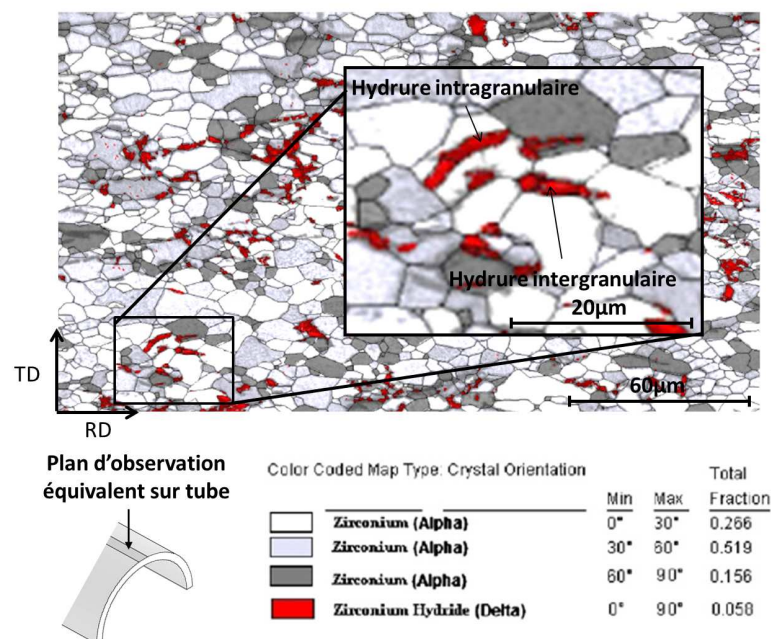 Hydrure intragranulaire
Hydrure intergranulaire
20µm
60µm
TD
RD
Plan d’observation
équivalent sur tube
Color Coded Map Type: Crystal Orientation
Total
Min Max Fraction
Zirconium (Alpha) 0° 30° 0.266
Zirconium (Alpha) 30° 60° 0.519
Zirconium (Alpha) 60° 90° 0.156
Zirconium Hydride (Delta) 0° 90° 0.058